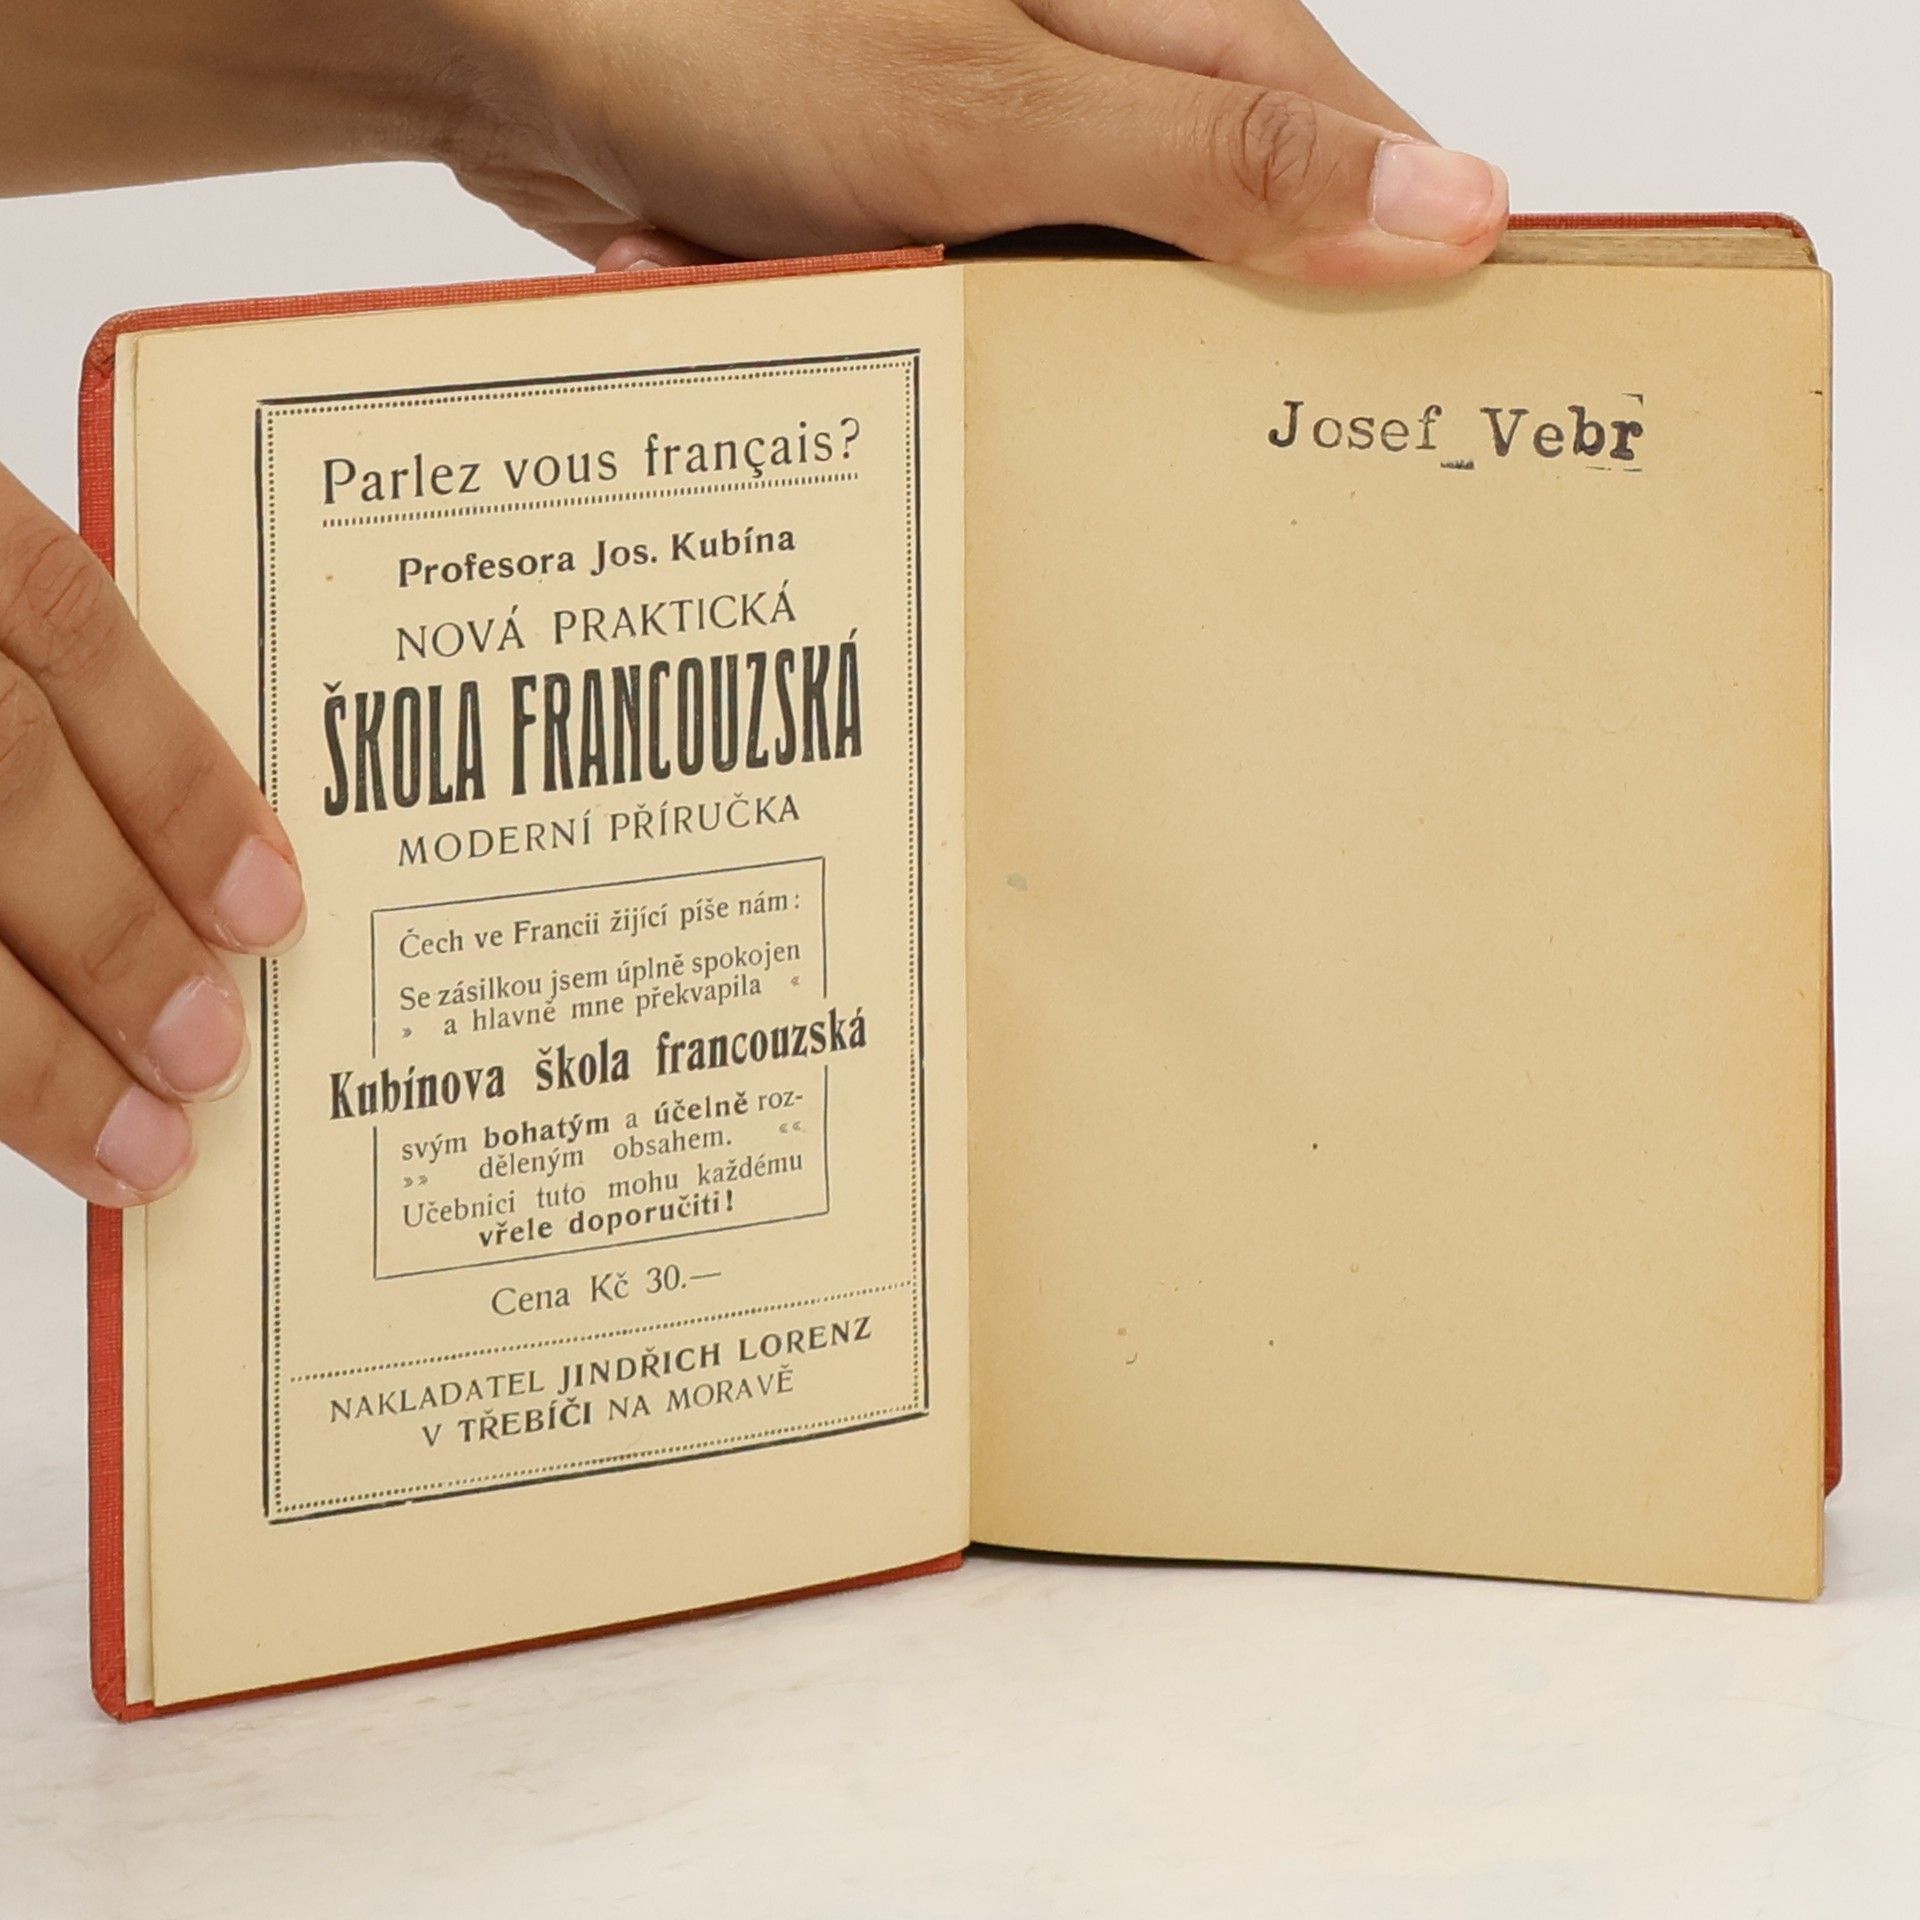 Parlez vous français?
Profesora Jos. Kubína
NOVÁ PRAKTICKÁ
ŠKOLA FRANCOUZSKÁ
MODERNÍ PŘÍRUČKA
Čech ve Francii žijící píše nám:
Se zásilkou jsem úplně spokojen
» a hlavně mne překvapila «
Kubínova škola francouzská
svým bohatým a účelně roz-
»» děleným obsahem. ««
Učebnici tuto mohu každému
vřele doporučiti!
Cena Kč 30.—
NAKLADATEL JINDŘICH LORENZ
V TŘEBÍČI NA MORAVĚ
Josef Vebr